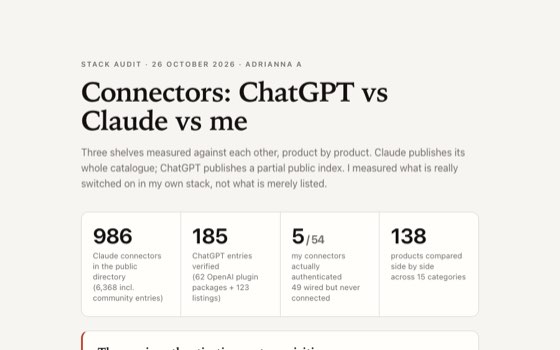 STACK AUDIT · 26 OCTOBER 2026 · ADRIANNA A
Connectors: ChatGPT vs
Claude vs me
Three shelves measured against each other, product by product. Claude publishes its
whole catalogue; ChatGPT publishes a partial public index. I measured what is really
switched on in my own stack, not what is merely listed.
986
Claude connectors
in the public
directory
(6,368 incl.
community entries)
185
ChatGPT entries
verified
(62 OpenAI plugin
packages + 123
listings)
5/54
my connectors
actually
authenticated
49 wired but never
connected
138
products compared
side by side
across 15 categories